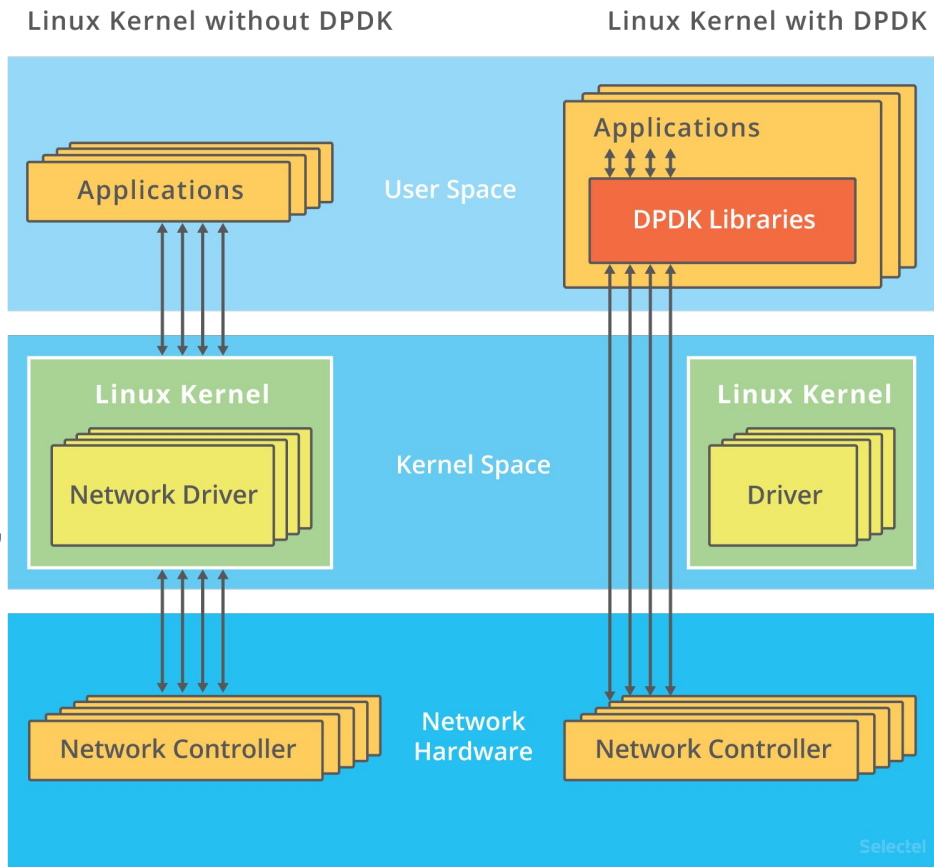 Linux Kernel without DPDK
Linux Kernel with DPDK
Applications
User Space
Applications
DPDK Libraries
Linux Kernel
Network Driver
Kernel Space
Linux Kernel
Driver
Network Controller
Network
Hardware
Network Controller
Selectel